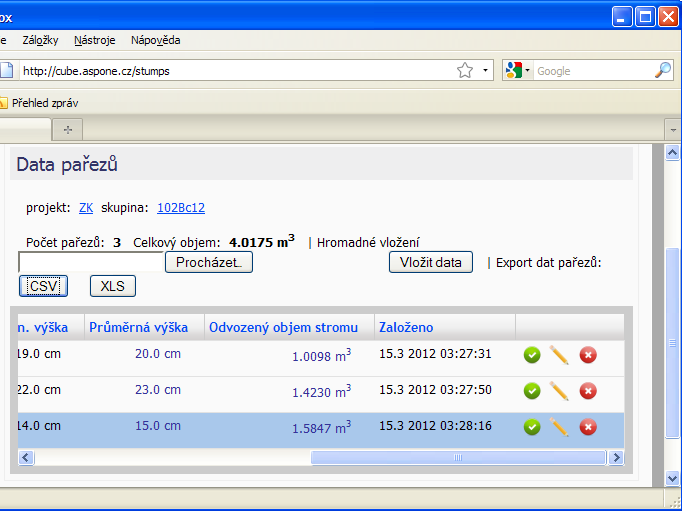 ox
e Záložky Nástroje Nápověda
http://cube.aspone.cz/stumps Google
Přehled zpráv
Data pařezů
projekt: ZK skupina: 102Bc12
Počet pařezů: 3 Celkový objem: 4.0175 m³ | Hromadné vložení
Procházet... Vložit data | Export dat pařezů:
CSV XLS
n. výška Průměrná výška Odvozený objem stromu Založeno
19.0 cm 20.0 cm 1.0098 m³ 15.3 2012 03:27:31
22.0 cm 23.0 cm 1.4230 m³ 15.3 2012 03:27:50
14.0 cm 15.0 cm 1.5847 m³ 15.3 2012 03:28:16